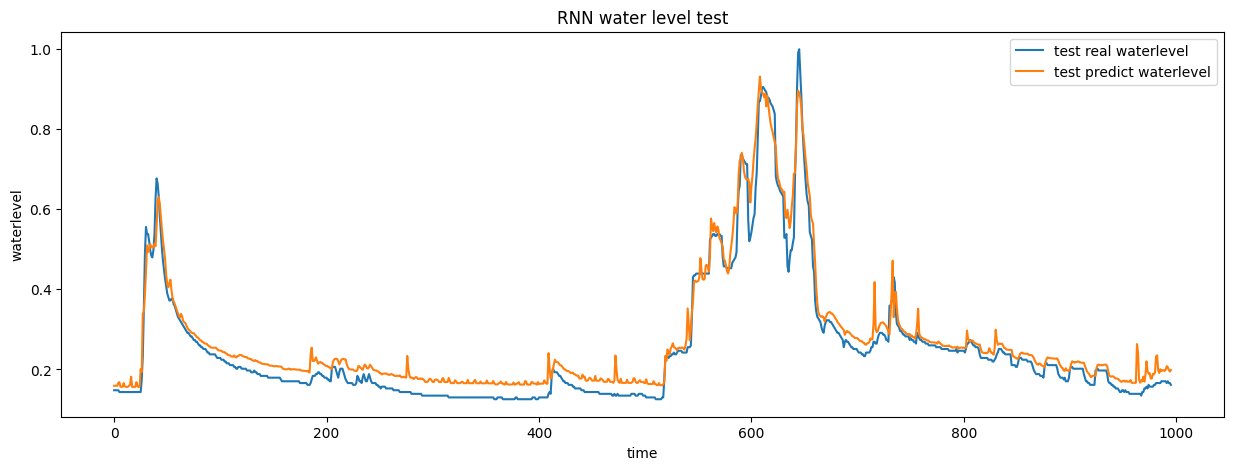 RNN water level test
test real waterlevel
test predict waterlevel
waterlevel
1.0
0.8
0.6
0.4
0.2
0
200
400
600
800
1000
time